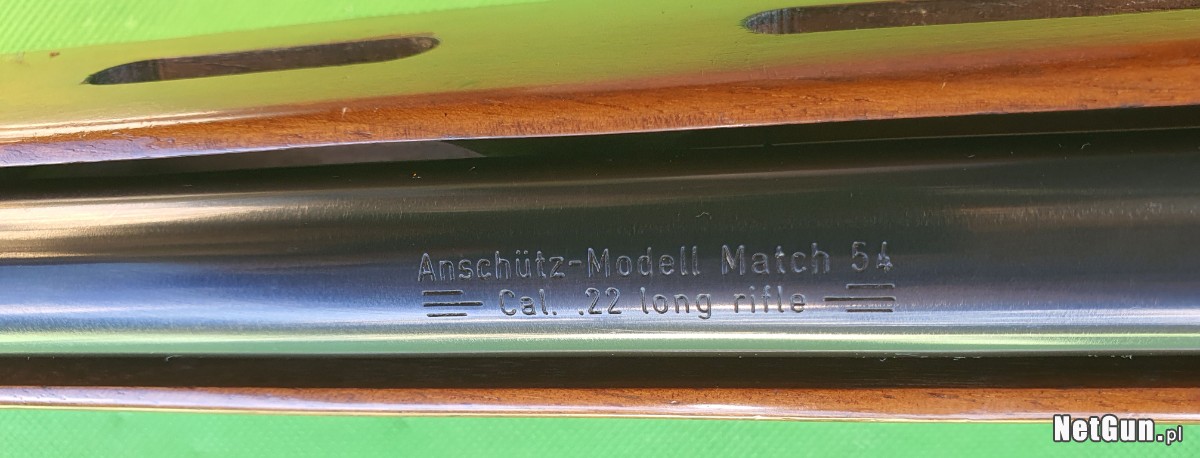 Anschütz-Modell Match 54
Cal. .22 long rifle
NetGun.pl